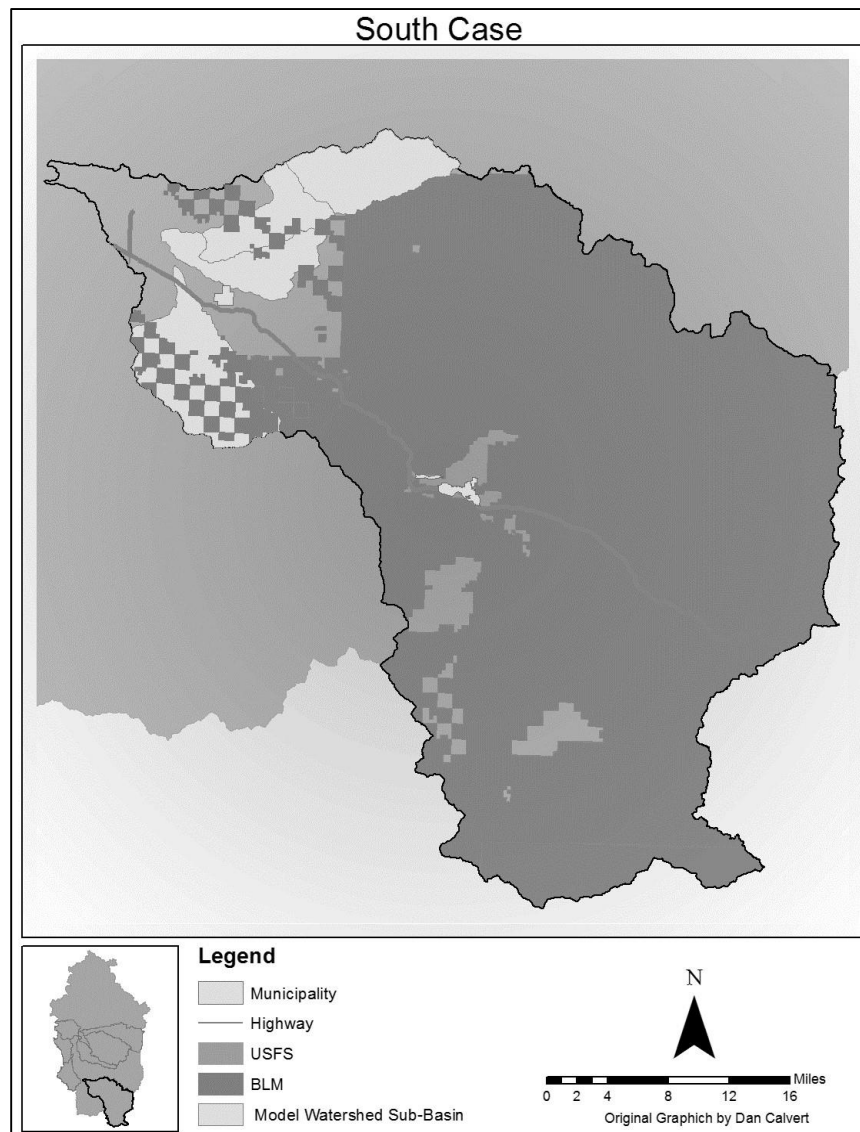 South Case
Legend
Municipality
Highway
USFS
BLM
Model Watershed Sub-Basin
N
Miles
0 2 4 8 12 16
Original Graphich by Dan Calvert